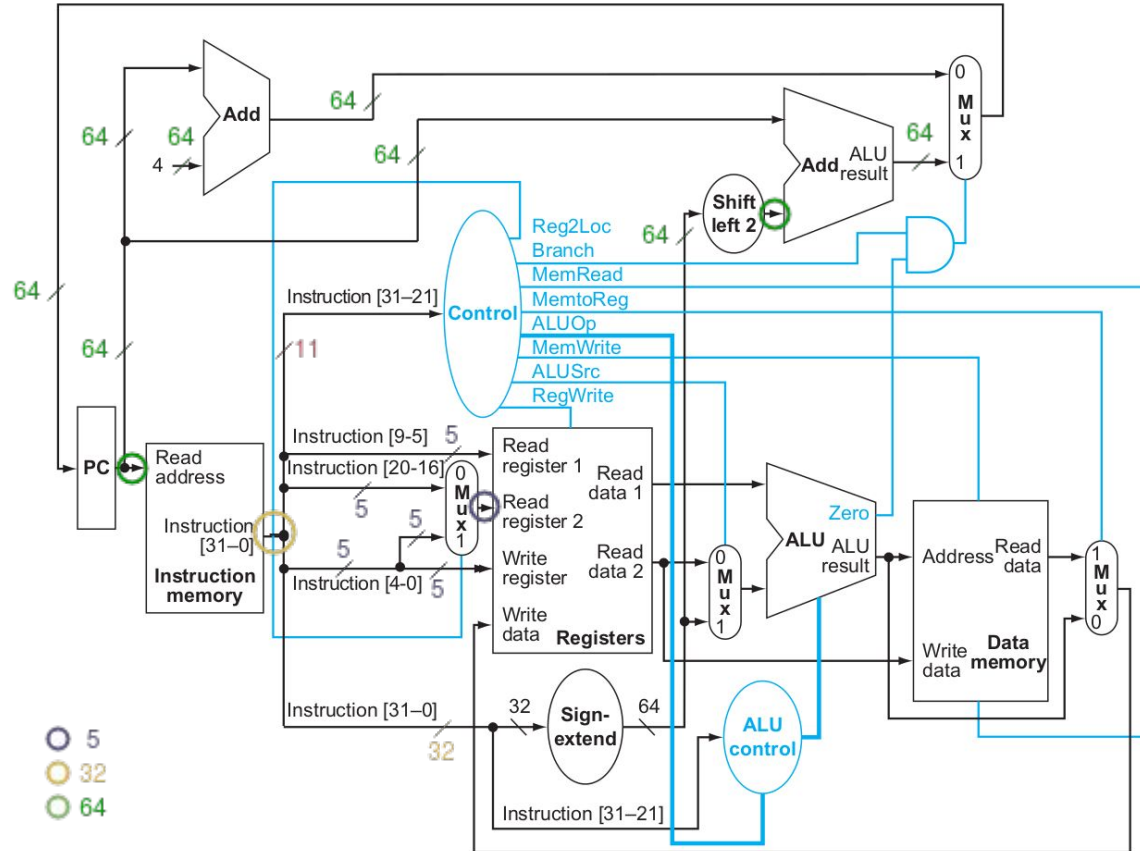 0
64
Add
M
u
x
64
64
64
64
4
Add
ALU
result
1
Shift
left 2
64
Reg2Loc
Branch
MemRead
MemtoReg
ALUOp
MemWrite
ALUSrc
RegWrite
Control
Instruction [31–21]
64
64
11
PC
Read
address
Instruction
[31–0]
Instruction
memory
Instruction [9-5]
5
Instruction [20-16]
5
0
M
u
x
1
5
5
Instruction [4-0]
5
Read
register 1
Read
register 2
Write
register
Write
data
Read
data 1
Read
data 2
Registers
0
M
u
x
1
Zero
ALU
ALU
result
Address
Read
data
Write
data
Data
memory
1
M
u
x
0
Instruction [31–0]
32
32
Sign-
extend
64
ALU
control
Instruction [31–21]
5
32
64